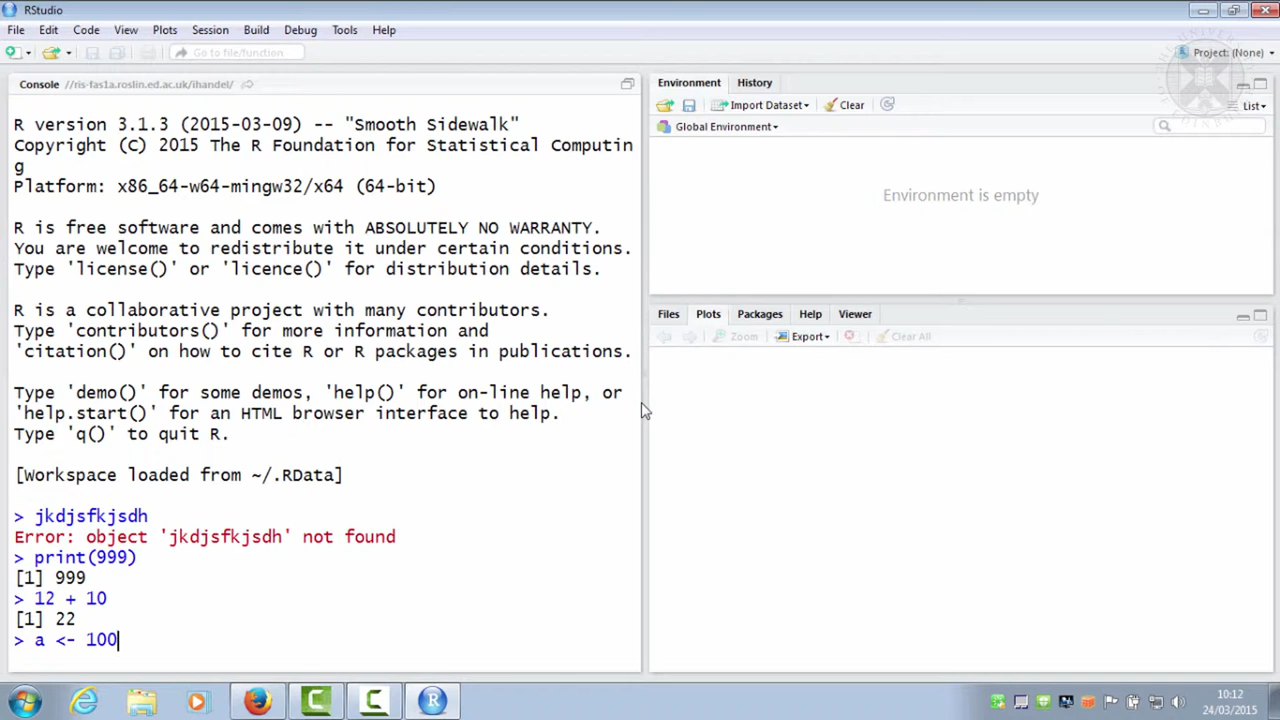 RStudio
File Edit Code View Plots Session Build Debug Tools Help
Go to file/function
Project: (None)
Console //ris-fas1a.roslin.ed.ac.uk/ihandel/
R version 3.1.3 (2015-03-09) -- "Smooth Sidewalk"
Copyright (C) 2015 The R Foundation for Statistical Computin
g
Platform: x86_64-w64-mingw32/x64 (64-bit)
R is free software and comes with ABSOLUTELY NO WARRANTY.
You are welcome to redistribute it under certain conditions.
Type 'license()' or 'licence()' for distribution details.
R is a collaborative project with many contributors.
Type 'contributors()' for more information and
'citation()' on how to cite R or R packages in publications.
Type 'demo()' for some demos, 'help()' for on-line help, or
'help.start()' for an HTML browser interface to help.
Type 'q()' to quit R.
[Workspace loaded from ~/.RData]
> jkdjsfkjsdh
Error: object 'jkdjsfkjsdh' not found
> print(999)
[1] 999
> 12 + 10
[1] 22
> a <- 100
Environment History
Import Dataset Clear List
Global Environment
Environment is empty
Files Plots Packages Help Viewer
Zoom Export Clear All
10:12
24/03/2015